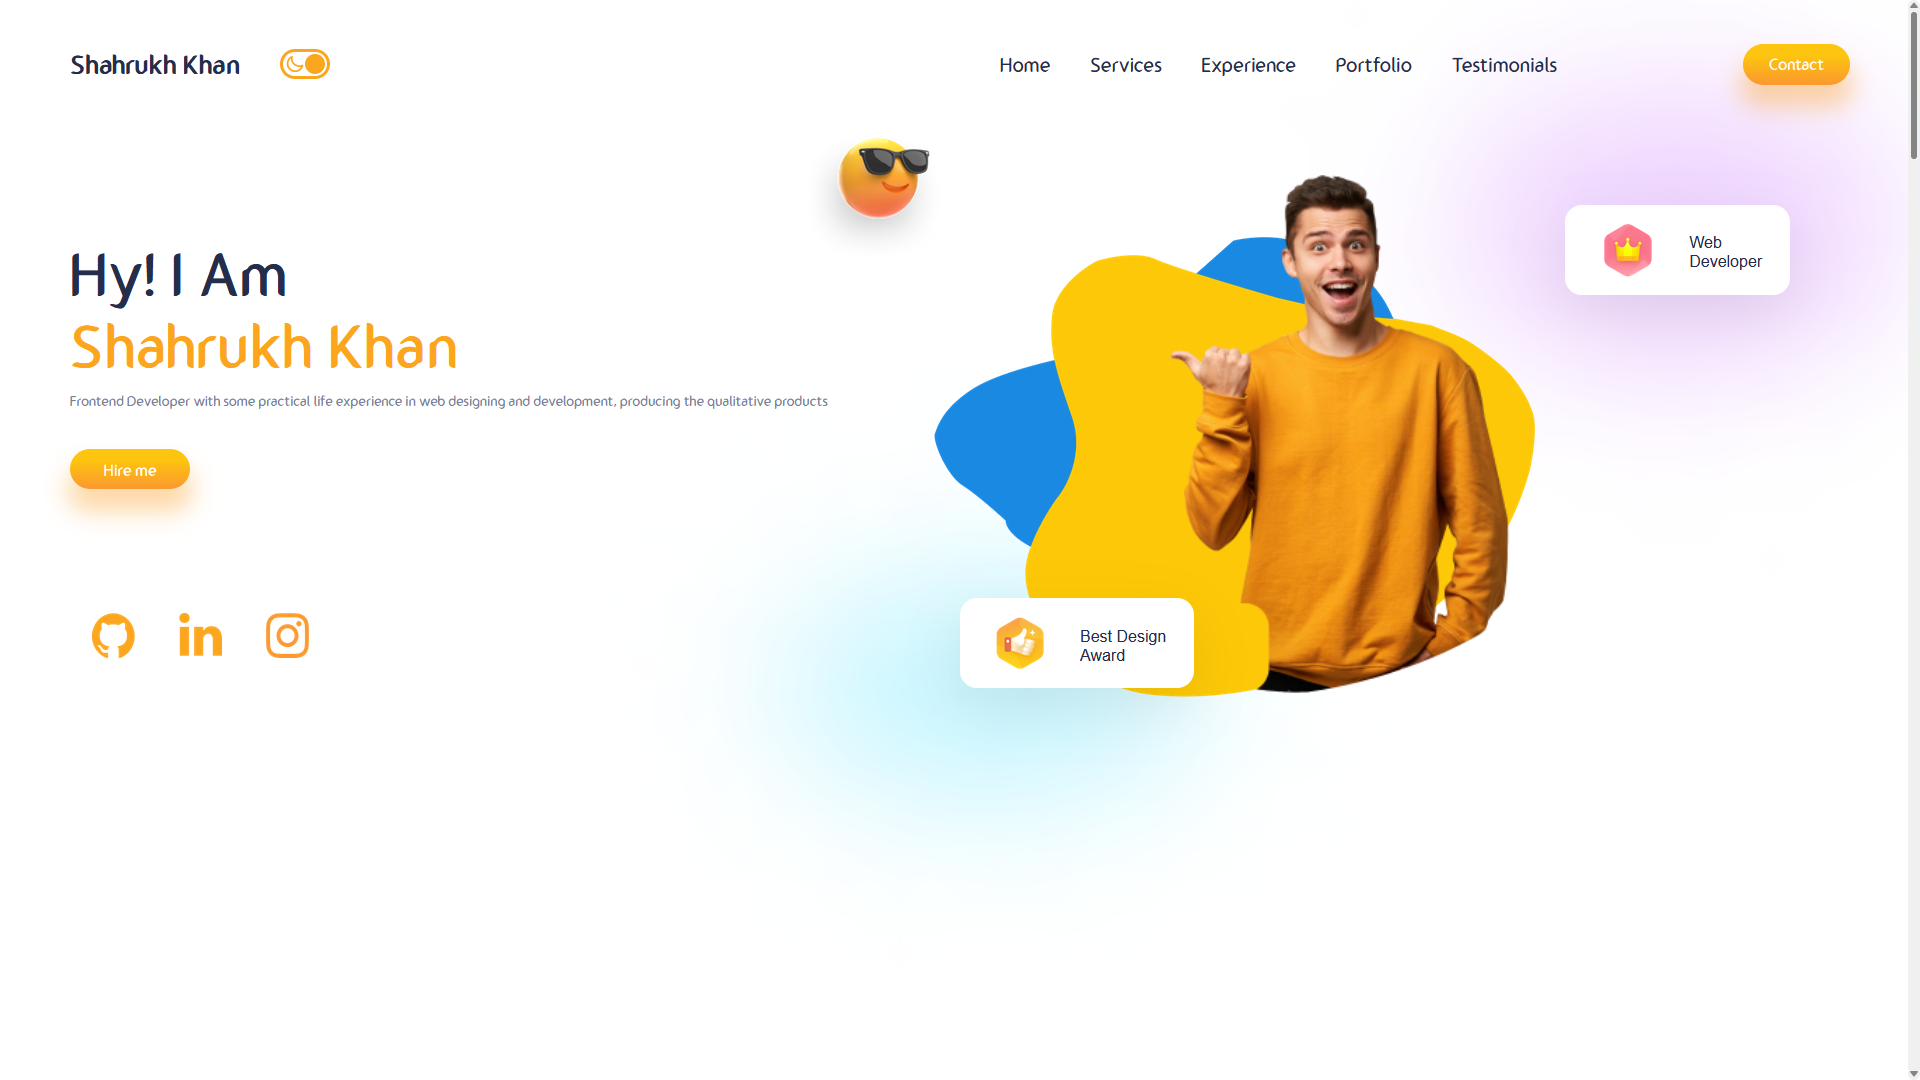 Shahrukh Khan
Home Services Experience Portfolio Testimonials
Contact
Web
Developer
Hy! I Am
Shahrukh Khan
Frontend Developer with some practical life experience in web designing and development, producing the qualitative products
Hire me
in
Best Design
Award